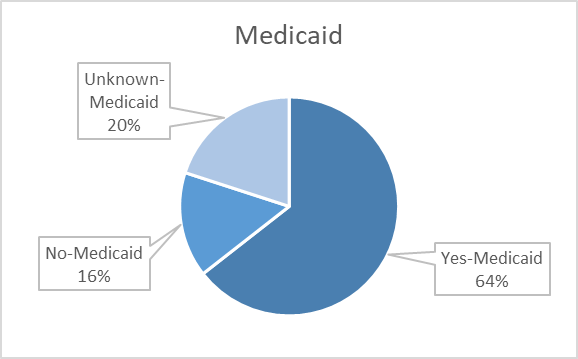 Medicaid
Unknown-
Medicaid
20%
No-Medicaid
16%
Yes-Medicaid
64%